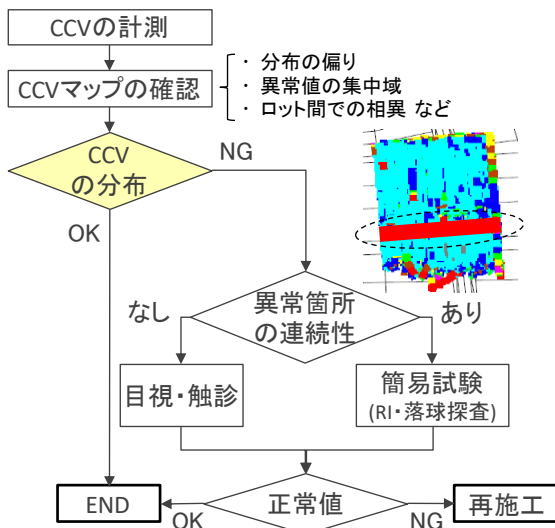 CCVの計測
CCVマップの確認
· 分布の偏り
· 異常値の集中域
· ロット間での相異 など
CCV
の分布
NG
OK
異常箇所
の連続性
なし
あり
目視・触診
簡易試験
(RI・落球探査)
正常値
END
OK
NG
再施工